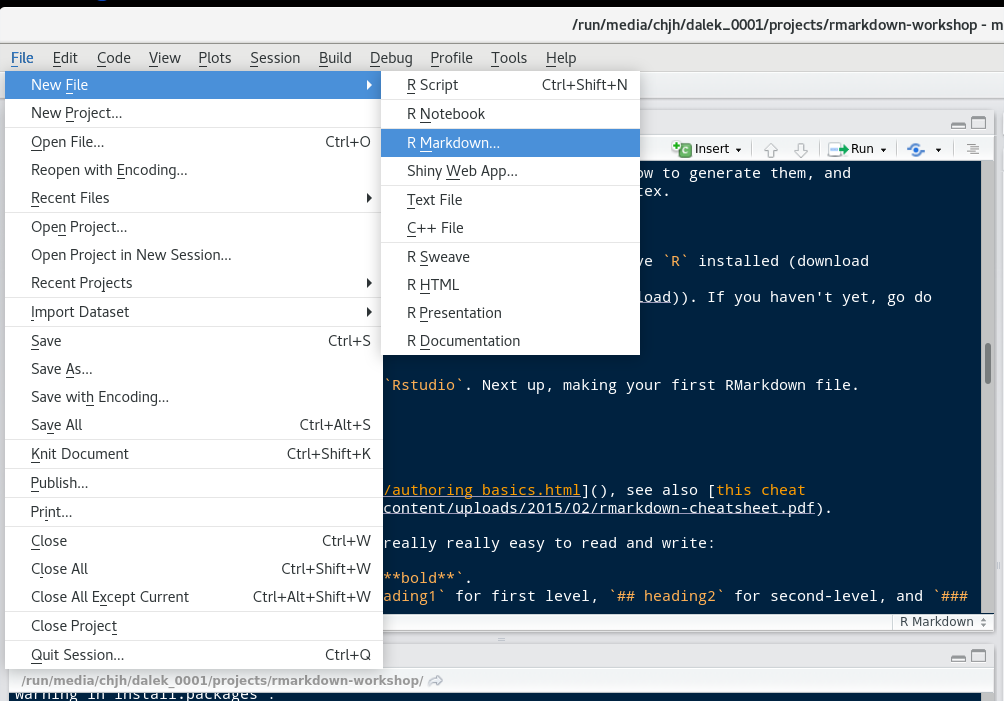 /run/media/chjh/dalek_0001/projects/rmarkdown-workshop - m
File Edit Code View Plots Session Build Debug Profile Tools Help
New File
New Project...
Open File... Ctrl+O
Reopen with Encoding...
Recent Files
Open Project...
Open Project in New Session...
Recent Projects
Import Dataset
Save Ctrl+S
Save As...
Save with Encoding...
Save All Ctrl+Alt+S
Knit Document Ctrl+Shift+K
Publish...
Print...
Close Ctrl+W
Close All Ctrl+Shift+W
Close All Except Current Ctrl+Alt+Shift+W
Close Project
Quit Session... Ctrl+Q
R Script Ctrl+Shift+N
R Notebook
R Markdown...
Shiny Web App...
Text File
C++ File
R Sweave
R HTML
R Presentation
R Documentation
Insert Run
ow to generate them, and
tex.
ve `R` installed (download
load)). If you haven't yet, go do
`Rstudio`. Next up, making your first RMarkdown file.
/authoring_basics.html](), see also [this cheat
content/uploads/2015/02/rmarkdown-cheatsheet.pdf).
really really easy to read and write:
**bold**`.
ading1` for first level, `## heading2` for second-level, and `###
R Markdown
/run/media/chjh/dalek_0001/projects/rmarkdown-workshop/
Warning in install.packages :